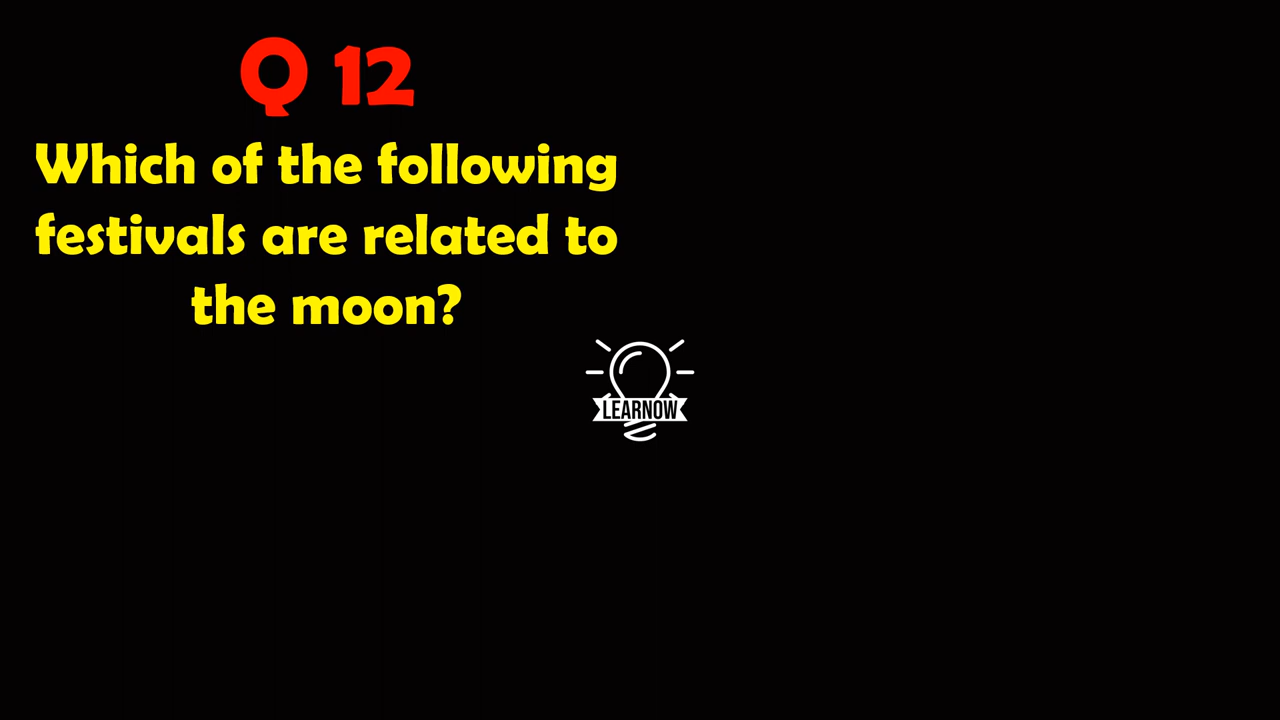 Q 12
Which of the following
festivals are related to
the moon?
LEARNOW